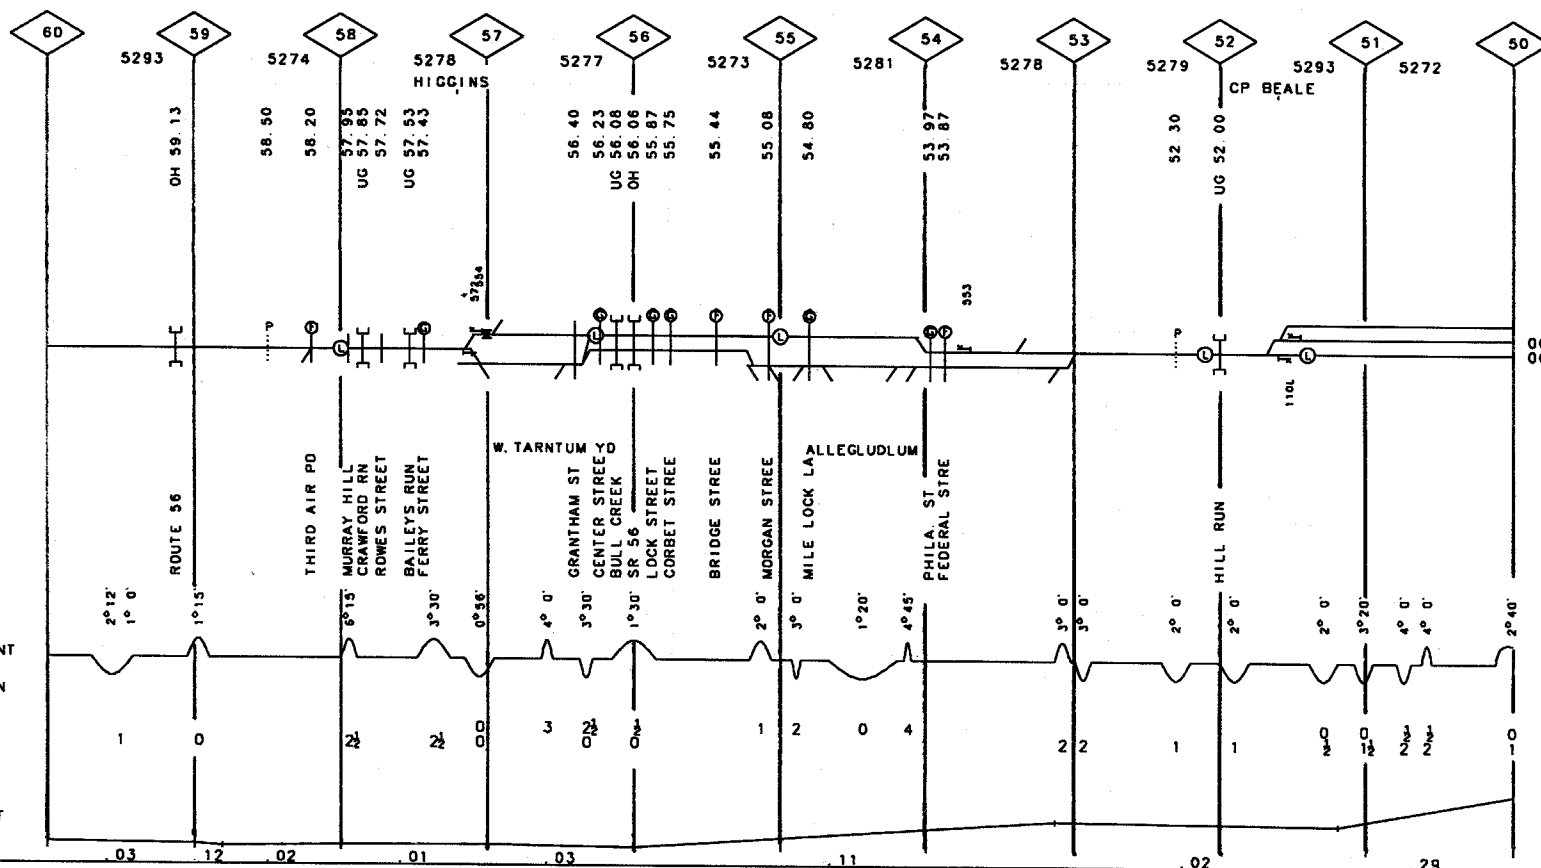 60 59 58 57 56 55 54 53 52 51 50
5293 5274 5278 5277 5273 5281 5278 5279 5293 5272
HIGGINS
CP BEALE
OH 59.13
58.50
58.20
57.95
UG 57.85
57.72
UG 57.53
57.43
56.40
56.23
UG 56.08
OH 56.06
55.87
55.75
55.44
55.08
54.80
53.97
53.87
52 30
UG 52.00
553
P
P
L
L
L
L
L
110L
W. TARNTUM YD
ALLEGLUDLUM
ROUTE 56
THIRD AIR PD
MURRAY HILL
CRAWFORD RN
ROWES STREET
BAILEYS RUN
FERRY STREET
GRANTHAM ST
CENTER STREE
BULL CREEK
SR 56
LOCK STREET
CORBET STREE
BRIDGE STREE
MORGAN STREE
MILE LOCK LA
PHILA. ST
FEDERAL STRE
HILL RUN
2°12'
1° 0'
1°15'
6°15'
3°30'
0°56'
4° 0'
3°30'
1°30'
2° 0'
3° 0'
1°20'
4°45'
3° 0'
3° 0'
2° 0'
2° 0'
2° 0'
3°20'
4° 0'
4° 0'
2°40'
NT
N
1 0 2½ 2½ 0 0 3 2½ 0 ½ 0 1 2 0 4 2 2 1 1 0 ½ 0 1½ ½ 2 ½ 2 0 1
T
.03 .12 .02 .01 .03 .11 .02 .29